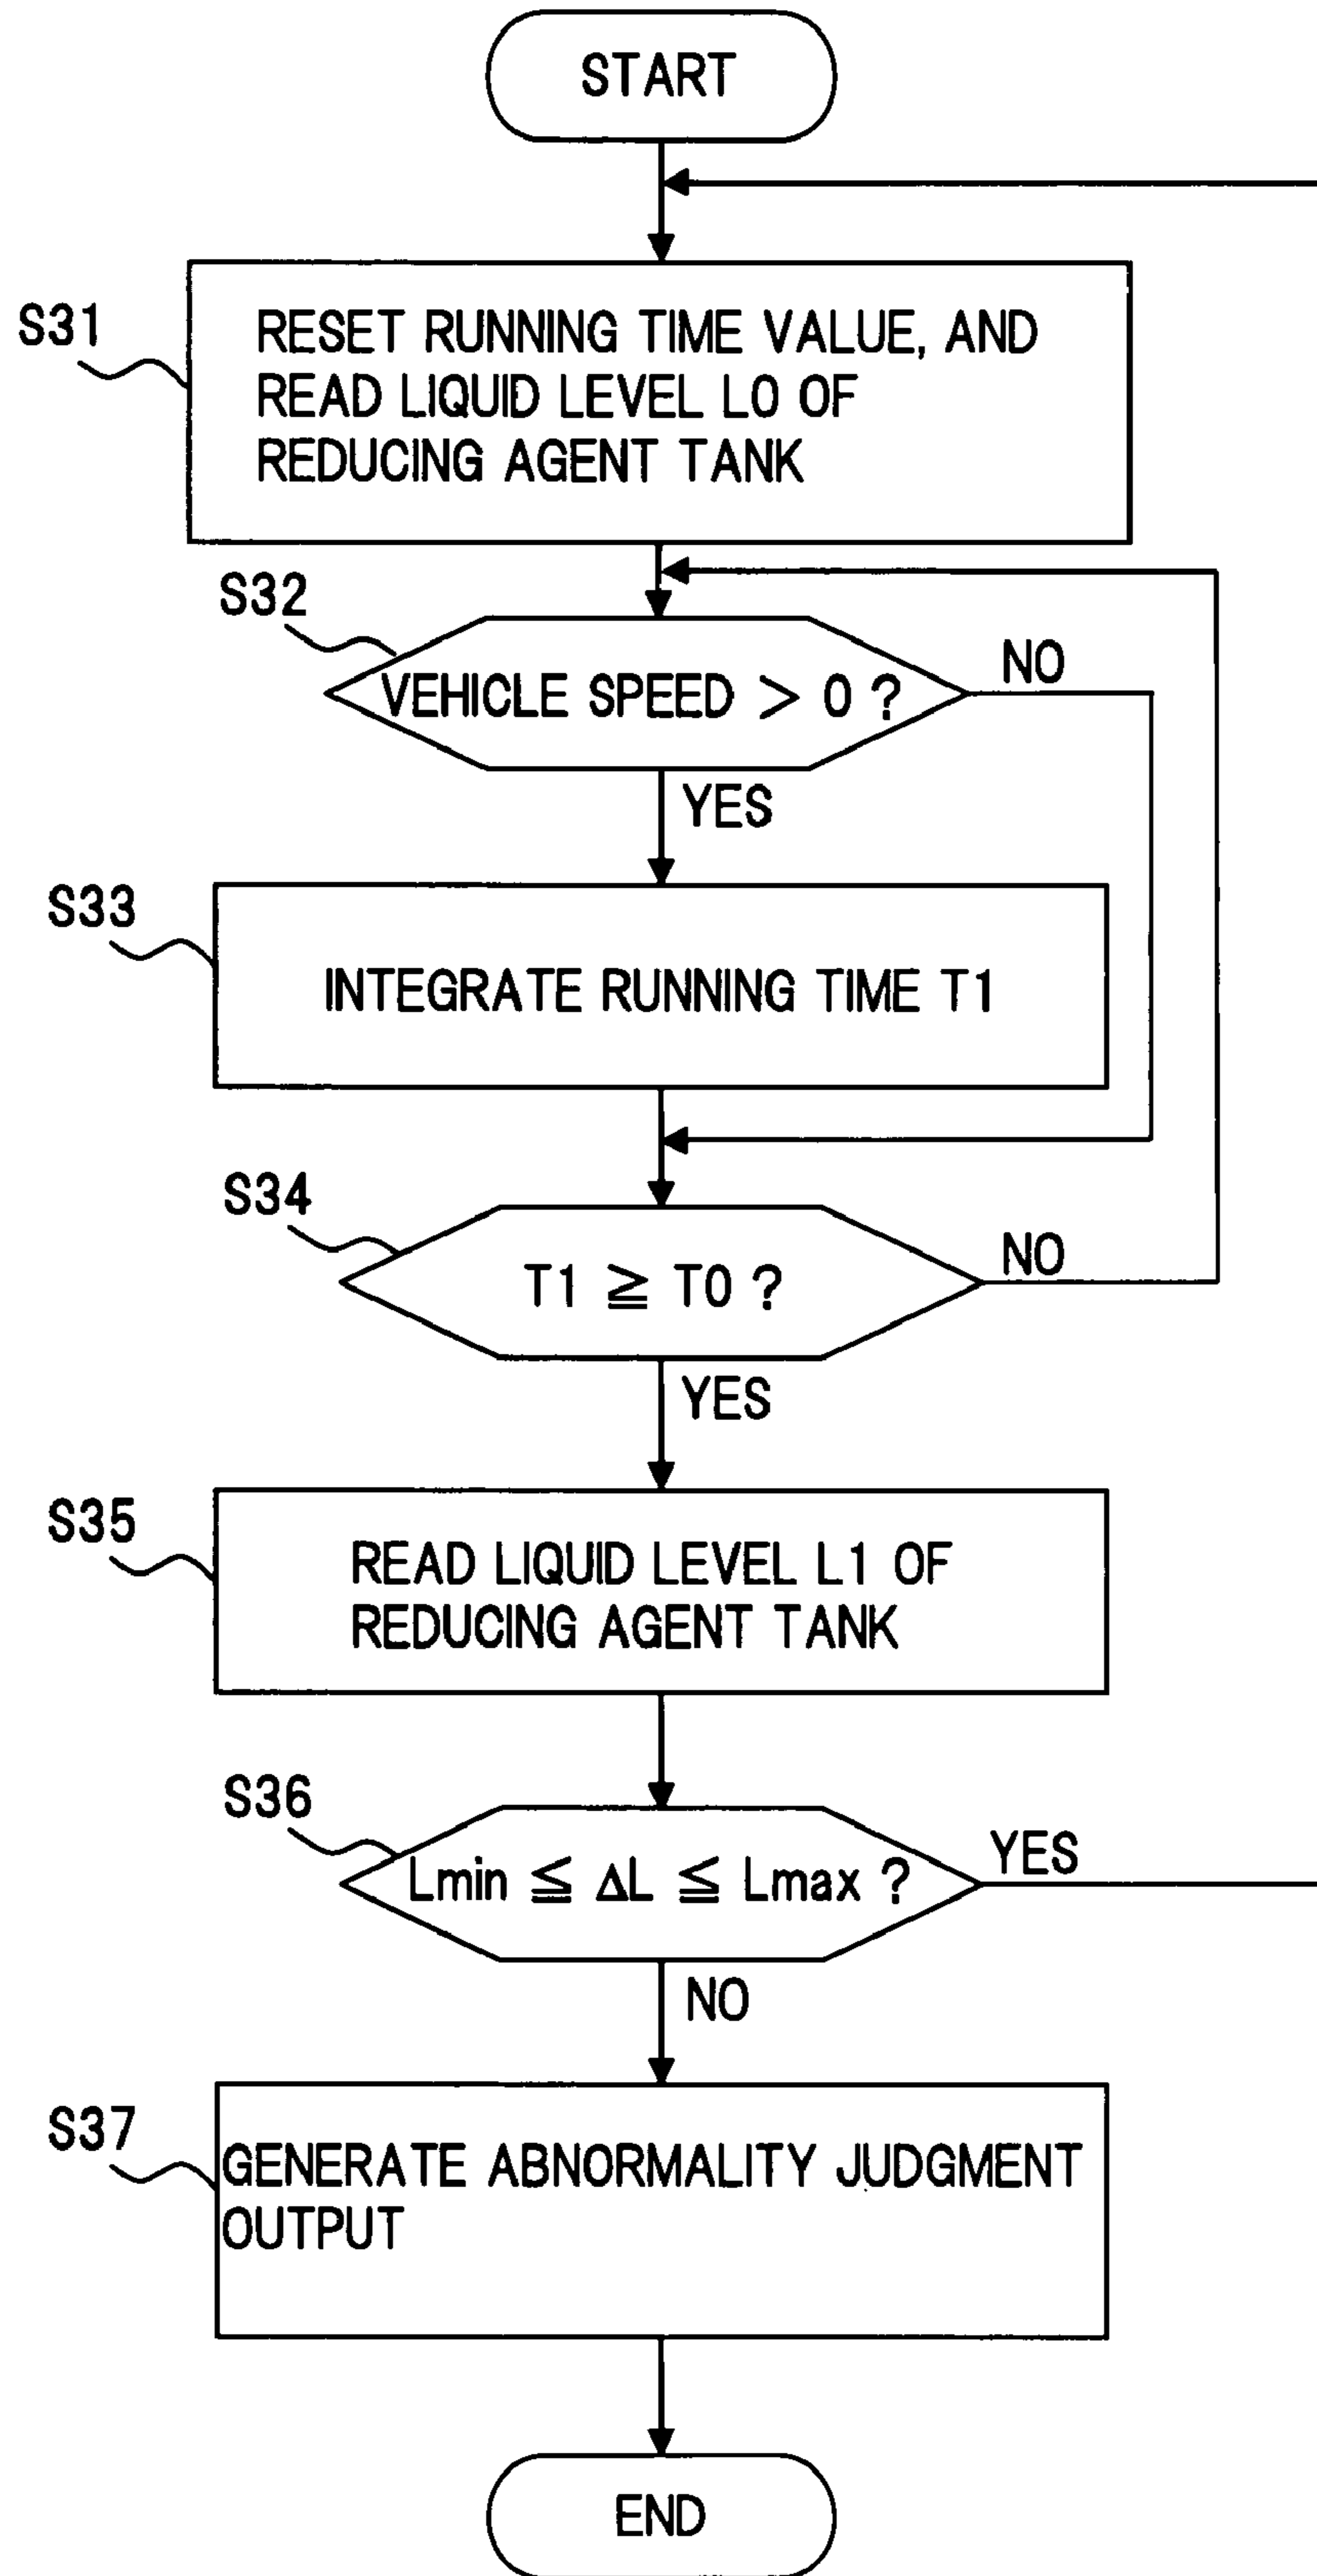 START
S31
RESET RUNNING TIME VALUE, AND
READ LIQUID LEVEL L0 OF
REDUCING AGENT TANK
S32
VEHICLE SPEED > 0 ?
NO
YES
S33
INTEGRATE RUNNING TIME T1
S34
T1 ≧ T0 ?
NO
YES
S35
READ LIQUID LEVEL L1 OF
REDUCING AGENT TANK
S36
Lmin ≦ ΔL ≦ Lmax ?
YES
NO
S37
GENERATE ABNORMALITY JUDGMENT
OUTPUT
END